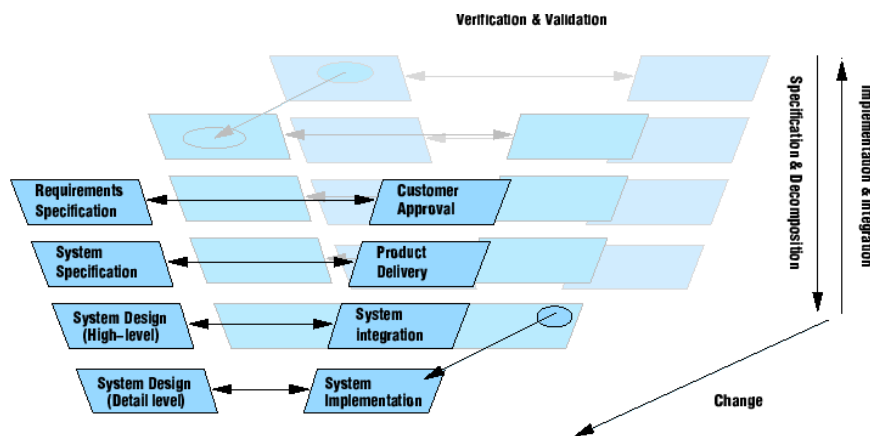 Verification & Validation
Specification & Decomposition
Implementation & Integration
Requirements
Specification
Customer
Approval
System
Specification
Product
Delivery
System Design
(High-level)
System
integration
System Design
(Detail level)
System
Implementation
Change